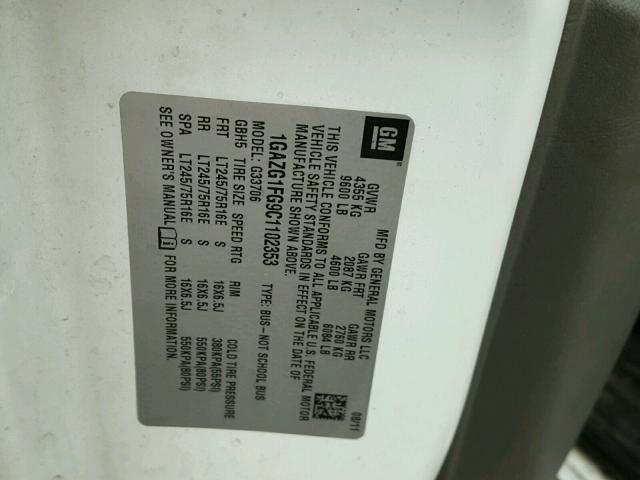 GM
MFD BY GENERAL MOTORS LLC
08/11
GVWR GAWR FRT GAWR RR
4355 KG 2087 KG 2760 KG
9600 LB 4600 LB 6084 LB
THIS VEHICLE CONFORMS TO ALL APPLICABLE U.S. FEDERAL MOTOR
VEHICLE SAFETY STANDARDS IN EFFECT ON THE DATE OF
MANUFACTURE SHOWN ABOVE.
1GAZG1FG9C1102353 TYPE: BUS-NOT SCHOOL BUS
MODEL: G33706
GBH5 TIRE SIZE SPEED RTG RIM COLD TIRE PRESSURE
FRT LT245/75R16E S 16X6.5J 380KPA(55PSI)
RR LT245/75R16E S 16X6.5J 550KPA(80PSI)
SPA LT245/75R16E S 16X6.5J 550KPA(80PSI)
SEE OWNER'S MANUAL FOR MORE INFORMATION.